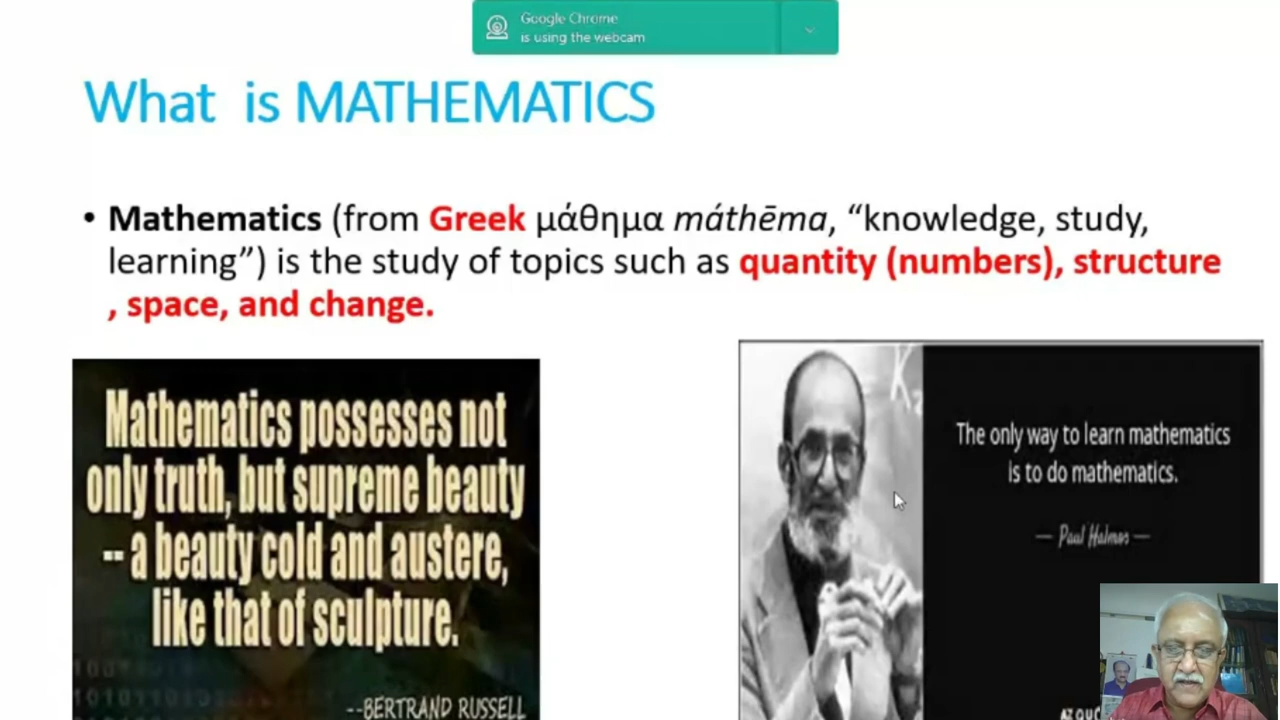 Google Chrome
is using the webcam
What is MATHEMATICS
• Mathematics (from Greek μάθημα máthēma, “knowledge, study,
learning”) is the study of topics such as quantity (numbers), structure
, space, and change.
Mathematics possesses not
only truth, but supreme beauty
-- a beauty cold and austere,
like that of sculpture.
--BERTRAND RUSSELL
The only way to learn mathematics
is to do mathematics.
— Paul Halmos —